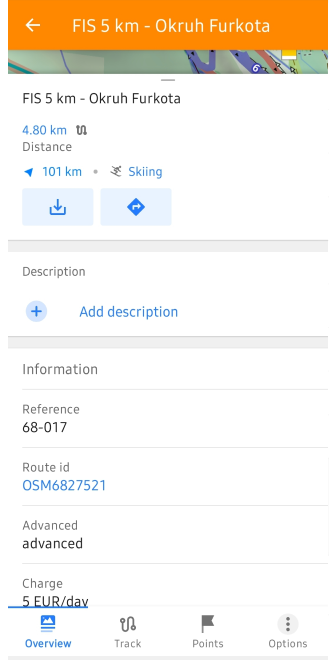 FIS 5 km - Okruh Furkota
6
FIS 5 km - Okruh Furkota
4.80 km
Distance
101 km • Skiing
Description
Add description
Information
Reference
68-017
Route id
OSM6827521
Advanced
advanced
Charge
5 EUR/day
Overview Track Points Options